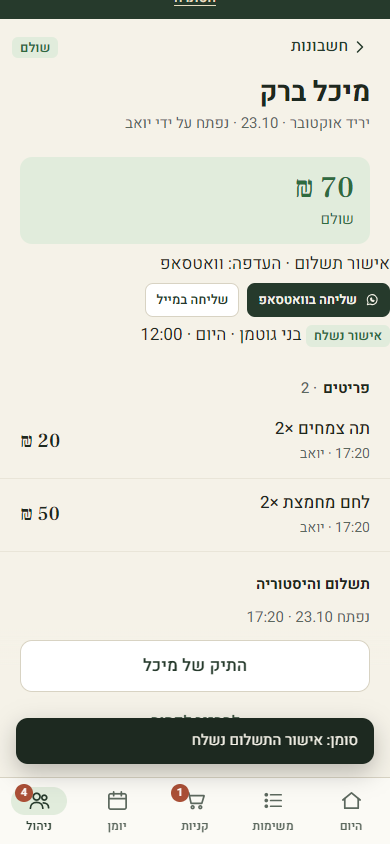 חשבונות
שולם
מיכל ברק
יריד אוקטובר · 23.10 · נפתח על ידי יואב
70 ₪
שולם
אישור תשלום · העדפה: וואטסאפ
שליחה בוואטסאפ
שליחה במייל
אישור נשלח בני גוטמן · היום · 12:00
פריטים · 2
תה צמחים ×2
20 ₪
17:20 · יואב
לחם מחמצת ×2
50 ₪
17:20 · יואב
תשלום והיסטוריה
נפתח 23.10 · 17:20
התיק של מיכל
סומן: אישור התשלום נשלח
היום
משימות
1
קניות
יומן
4
ניהול